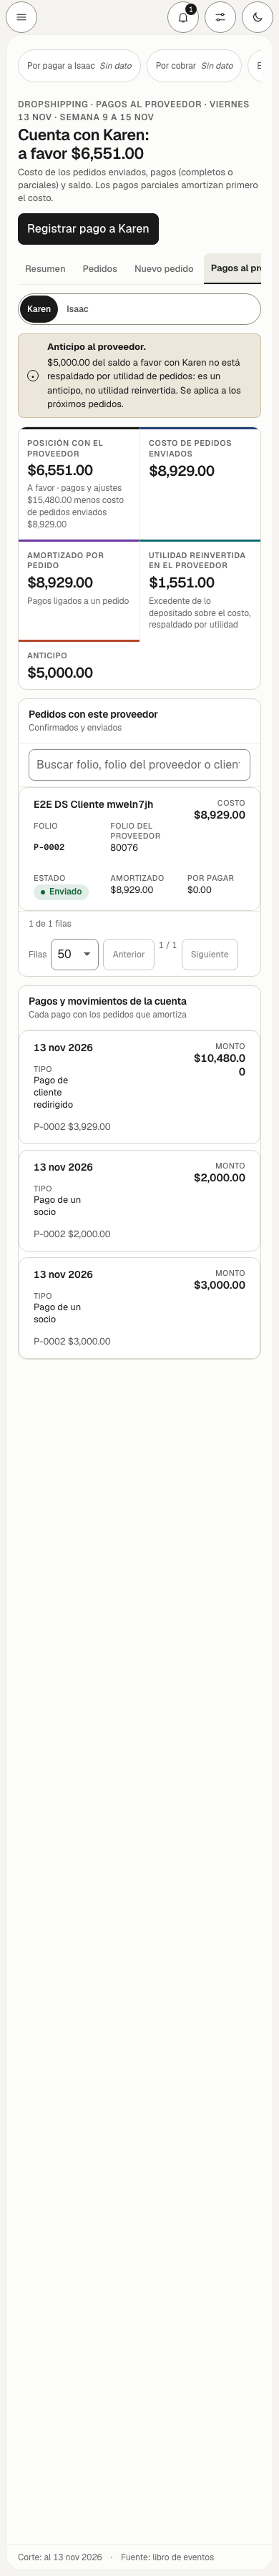 1
Por pagar a Isaac Sin dato
Por cobrar Sin dato
E
DROPSHIPPING · PAGOS AL PROVEEDOR · VIERNES
13 NOV · SEMANA 9 A 15 NOV
Cuenta con Karen:
a favor $6,551.00
Costo de los pedidos enviados, pagos (completos o
parciales) y saldo. Los pagos parciales amortizan primero
el costo.
Registrar pago a Karen
Resumen Pedidos Nuevo pedido Pagos al pro
Karen Isaac
Anticipo al proveedor.
$5,000.00 del saldo a favor con Karen no está
respaldado por utilidad de pedidos: es un
anticipo, no utilidad reinvertida. Se aplica a los
próximos pedidos.
POSICIÓN CON EL
PROVEEDOR
$6,551.00
A favor · pagos y ajustes
$15,480.00 menos costo
de pedidos enviados
$8,929.00
COSTO DE PEDIDOS
ENVIADOS
$8,929.00
AMORTIZADO POR
PEDIDO
$8,929.00
Pagos ligados a un pedido
UTILIDAD REINVERTIDA
EN EL PROVEEDOR
$1,551.00
Excedente de lo
depositado sobre el costo,
respaldado por utilidad
ANTICIPO
$5,000.00
Pedidos con este proveedor
Confirmados y enviados
Buscar folio, folio del proveedor o client
E2E DS Cliente mweln7jh
COSTO
$8,929.00
FOLIO
P-0002
FOLIO DEL
PROVEEDOR
80076
ESTADO
Enviado
AMORTIZADO
$8,929.00
POR PAGAR
$0.00
1 de 1 filas
Filas 50 Anterior 1 / 1 Siguiente
Pagos y movimientos de la cuenta
Cada pago con los pedidos que amortiza
13 nov 2026
MONTO
$10,480.0
0
TIPO
Pago de
cliente
redirigido
P-0002 $3,929.00
13 nov 2026
MONTO
$2,000.00
TIPO
Pago de un
socio
P-0002 $2,000.00
13 nov 2026
MONTO
$3,000.00
TIPO
Pago de un
socio
P-0002 $3,000.00
Corte: al 13 nov 2026 · Fuente: libro de eventos